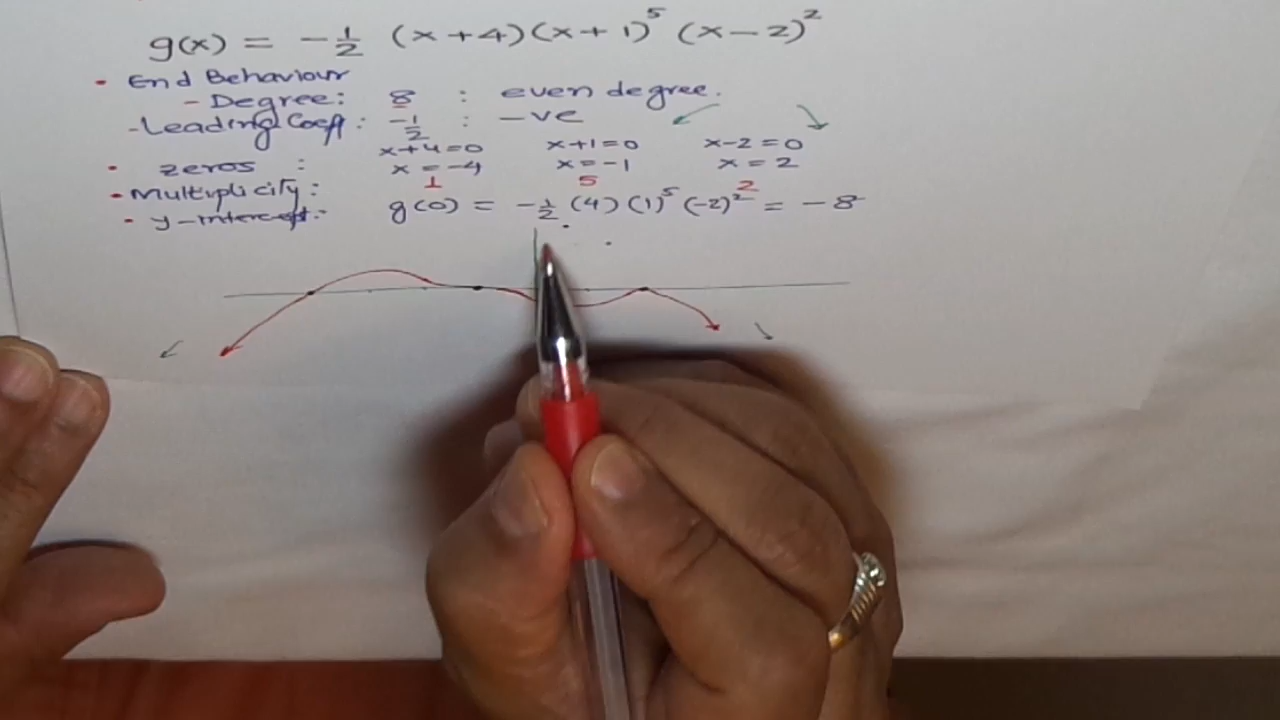 g(x) = -1/2 (x+4)(x+1)⁵ (x-2)²
• End Behaviour
- Degree: 8 : even degree.
- Leading Coeff: -1/2 : -ve
x+4=0 x+1=0 x-2=0
• zeros : x=-4 x=-1 x=2
• Multiplicity: 1 5 2
• y-intercept: g(0) = -1/2 (4)(1)⁵(-2)² = -8